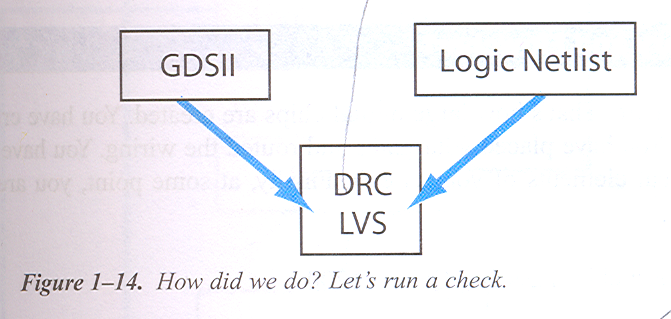 GDSII
Logic Netlist
DRC
LVS
Figure 1–14. How did we do? Let's run a check.